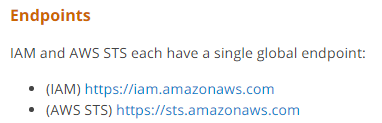 Endpoints
IAM and AWS STS each have a single global endpoint:
• (IAM) https://iam.amazonaws.com
• (AWS STS) https://sts.amazonaws.com